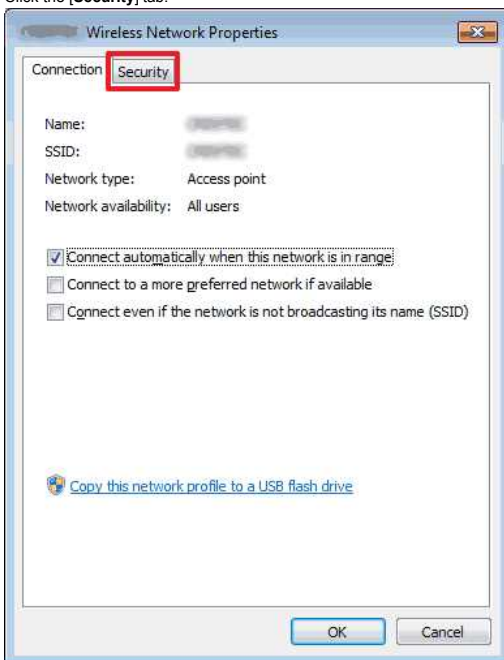 Click the [Security] tab.
Wireless Network Properties
Connection Security
Name:
SSID:
Network type: Access point
Network availability: All users
Connect automatically when this network is in range
Connect to a more preferred network if available
Connect even if the network is not broadcasting its name (SSID)
Copy this network profile to a USB flash drive
OK Cancel